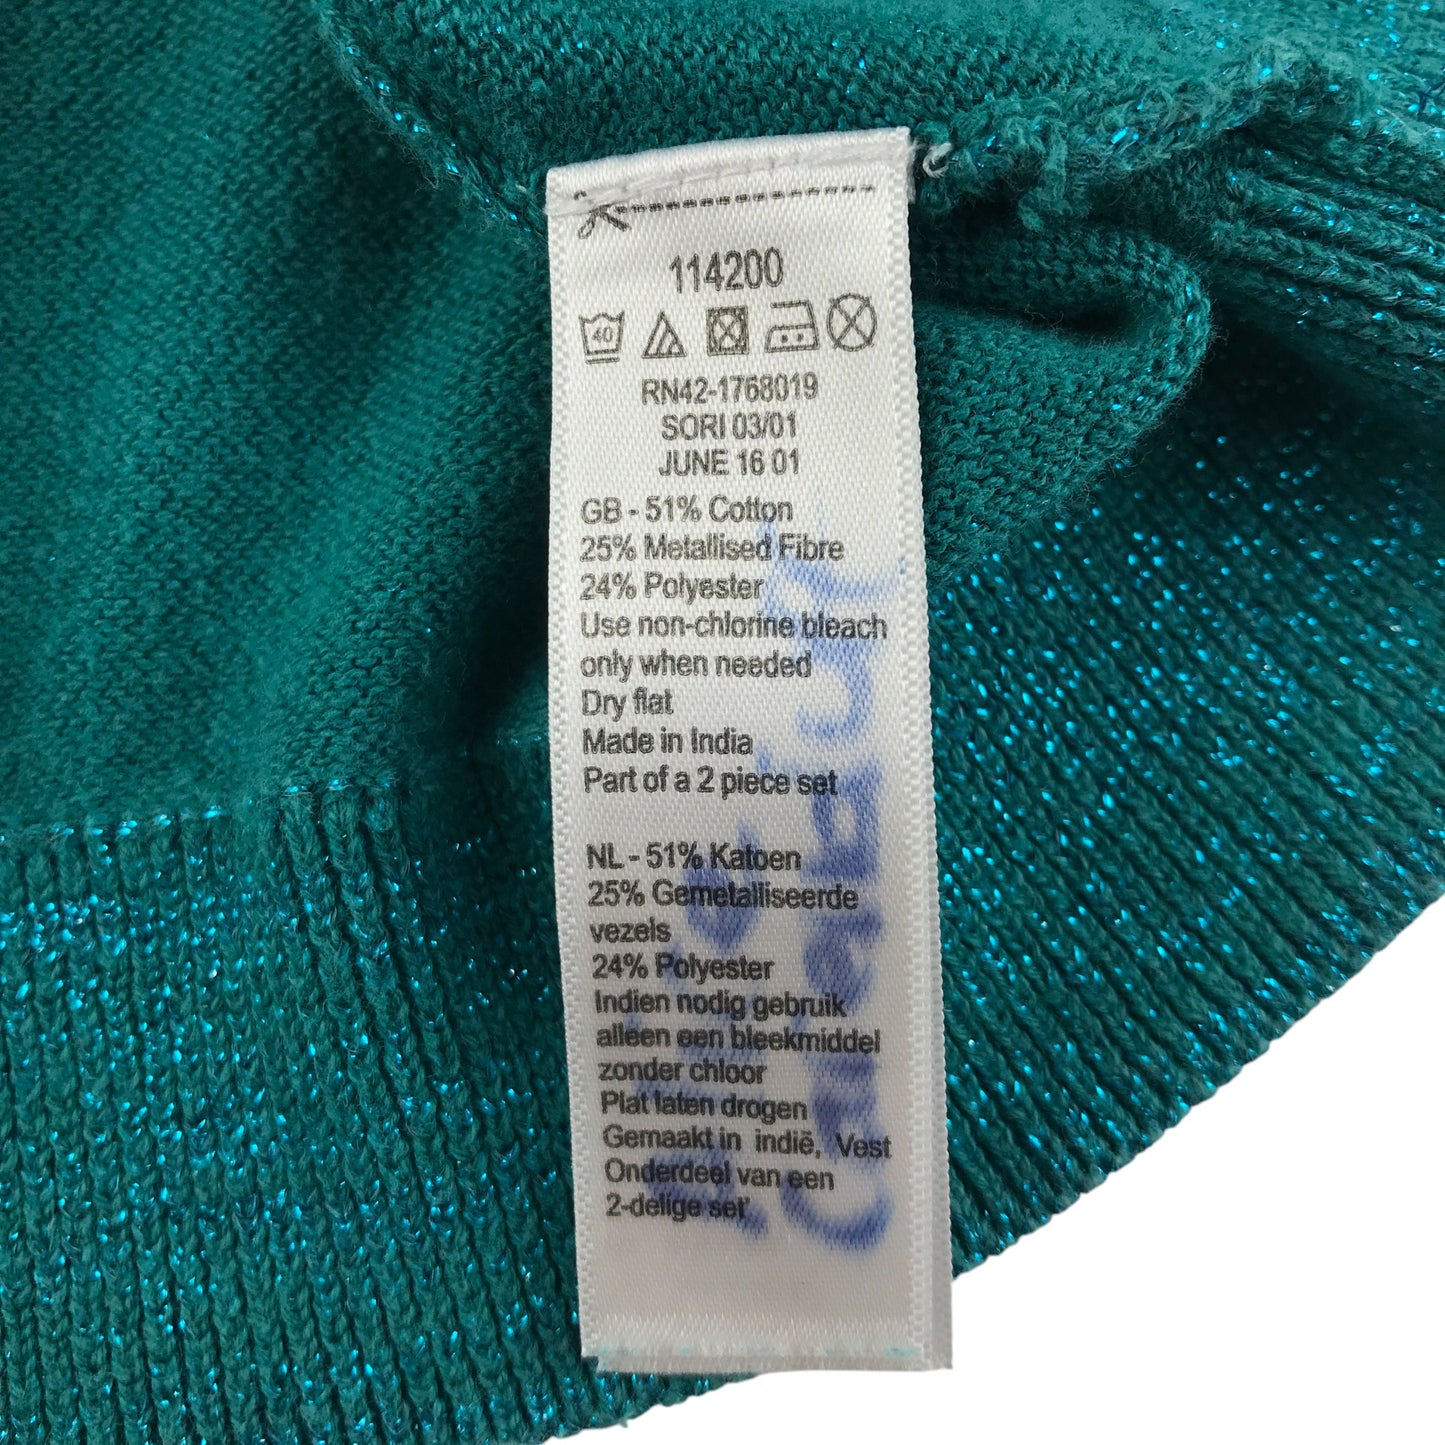 114200
40
RN42-1768019
SORI 03/01
JUNE 16 01
GB - 51% Cotton
25% Metallised Fibre
24% Polyester
Use non-chlorine bleach
only when needed
Dry flat
Made in India
Part of a 2 piece set
NL - 51% Katoen
25% Gemetalliseerde
vezels
24% Polyester
Indien nodig gebruik
alleen een bleekmiddel
zonder chloor
Plat laten drogen
Gemaakt in indië, Vest
Onderdeel van een
2-delige set